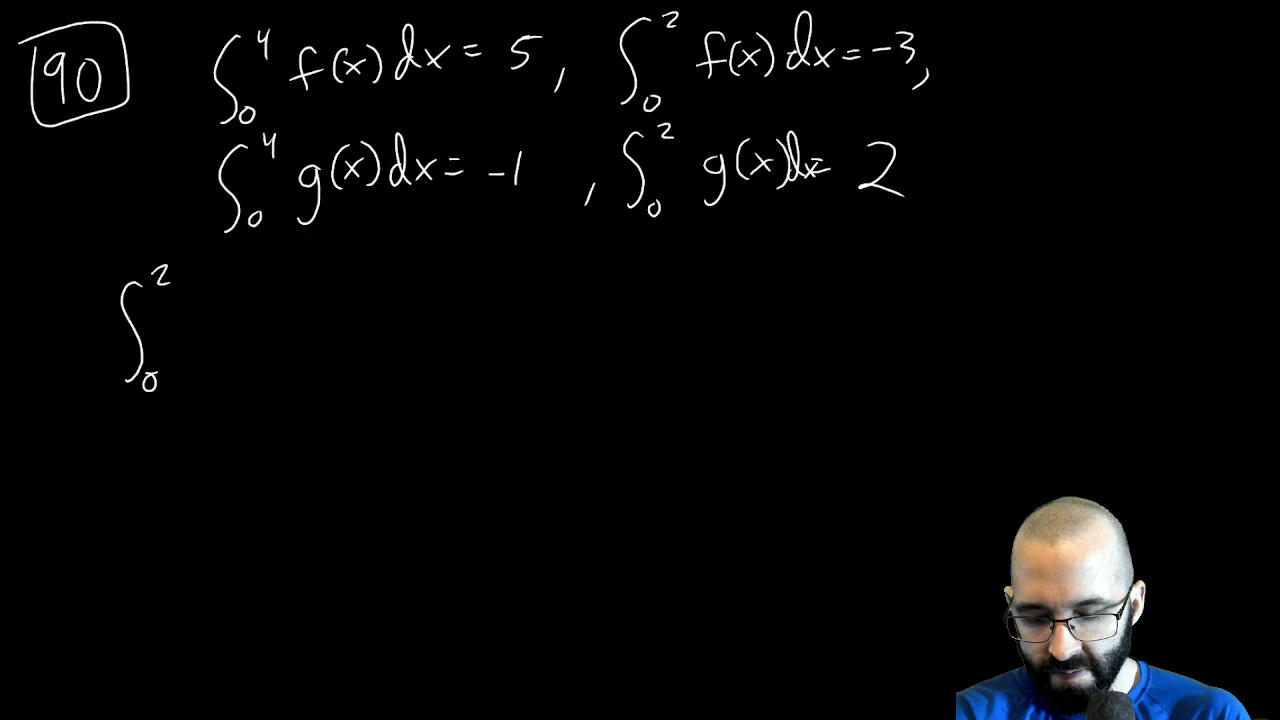 90 ∫₀⁴ f(x)dx = 5, ∫₀² f(x)dx = -3,
∫₀⁴ g(x)dx = -1, ∫₀² g(x)dx = 2
∫₀²